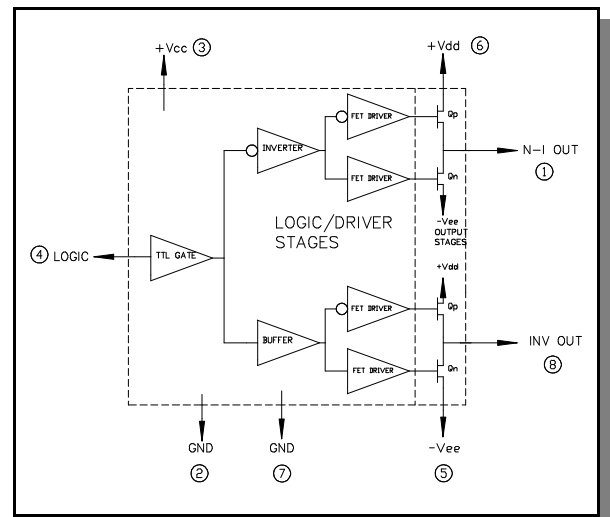 +Vcc ③
+Vdd ⑥
INVERTER
FET DRIVER
Qp
N-I OUT
①
FET DRIVER
Qn
-Vee
OUTPUT
STAGES
LOGIC/DRIVER
STAGES
④ LOGIC
TTL GATE
+Vdd
FET DRIVER
Qp
BUFFER
INV OUT
⑧
FET DRIVER
Qn
GND
②
GND
⑦
-Vee
⑤